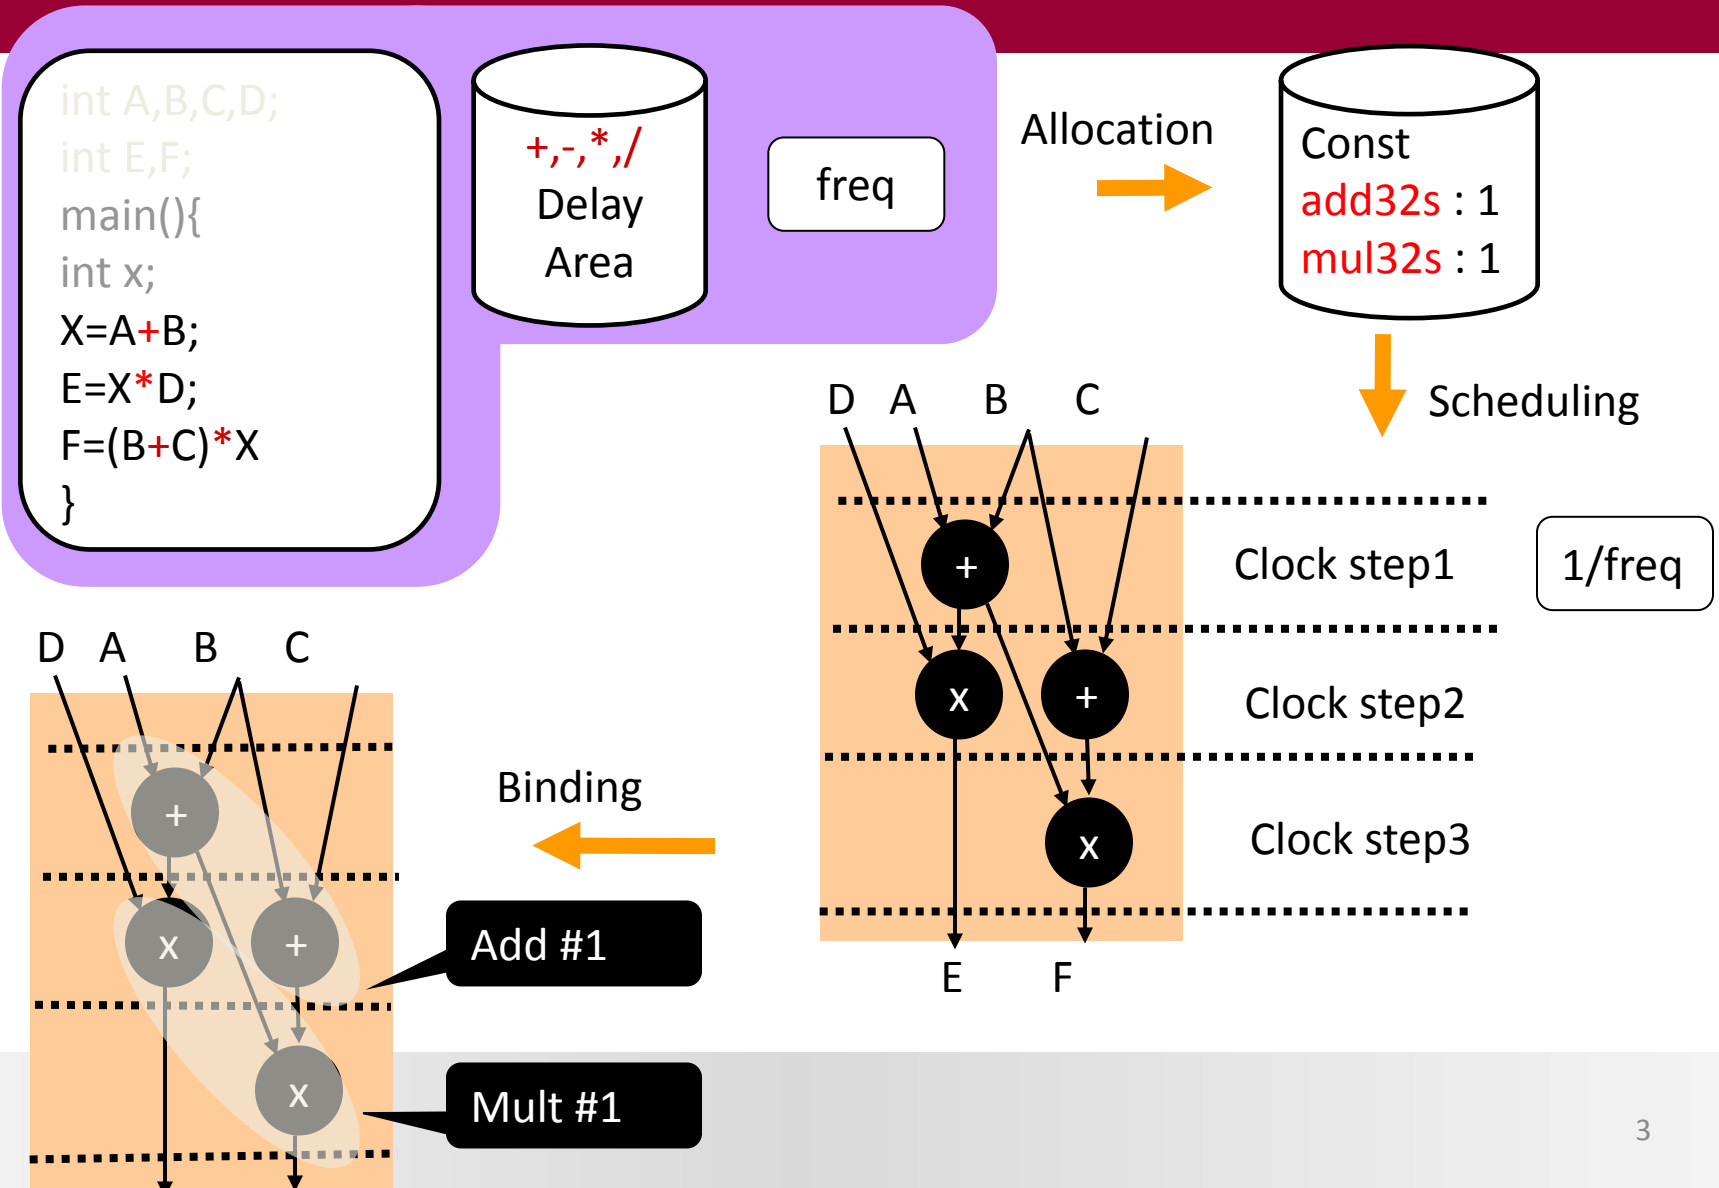 int A,B,C,D;
int E,F;
main(){
int x;
X=A+B;
E=X*D;
F=(B+C)*X
}
+,-,*,/
Delay
Area
freq
Allocation
Const
add32s : 1
mul32s : 1
Scheduling
D A B C
+
Clock step1
1/freq
x +
Clock step2
x
Clock step3
E F
Binding
D A B C
+
x +
Add #1
x
Mult #1
3